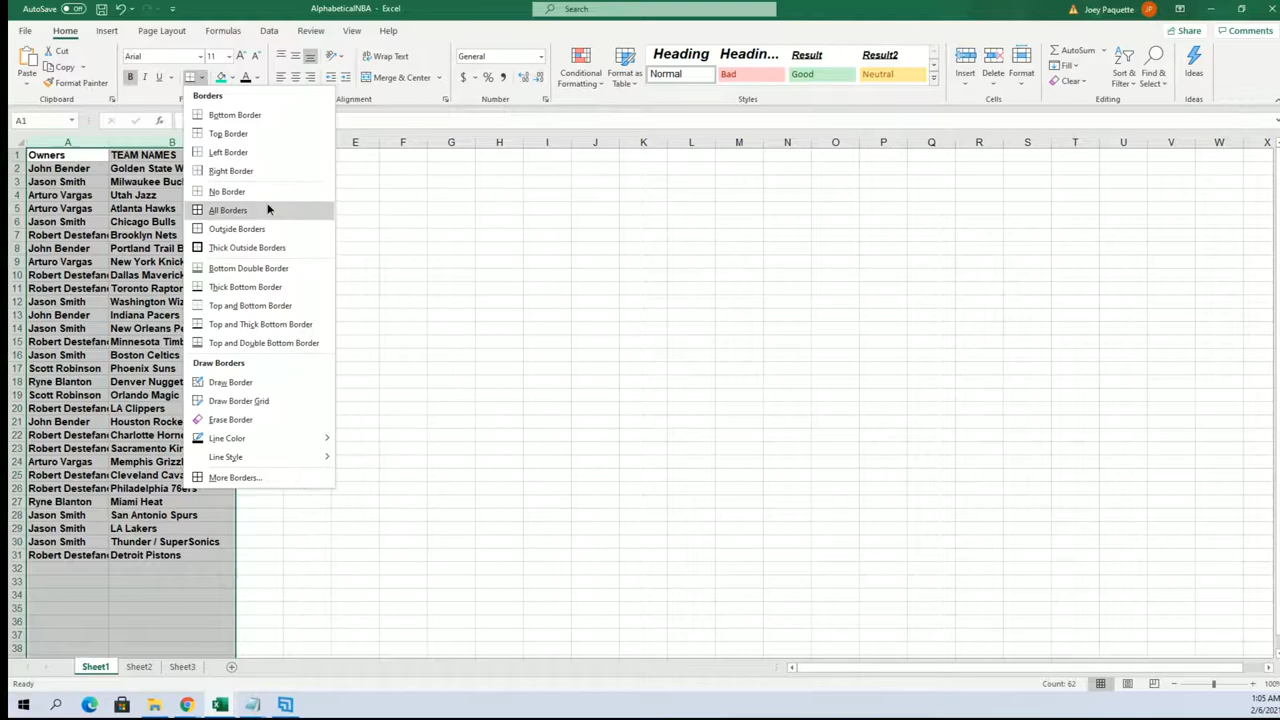 AutoSave Off AlphabeticalNBA - Excel Search Joey Paquette JP
File Home Insert Page Layout Formulas Data Review View Help Share Comments
Cut
Copy
Format Painter
Paste
Arial 11
B I U
Wrap Text
Merge & Center
General
$ % 9
Conditional Formatting
Format as Table
Heading Headin... Result Result2
Normal Bad Good Neutral
Insert Delete Format
AutoSum
Fill
Clear
Sort & Filter
Find & Select
Ideas
Clipboard Alignment Number Styles Cells Editing Ideas
A1 fx
A B E F G H I J K L M N O P Q R S T U V W X
1 Owners TEAM NAMES
2 John Bender Golden State W
3 Jason Smith Milwaukee Buc
4 Arturo Vargas Utah Jazz
5 Arturo Vargas Atlanta Hawks
6 Jason Smith Chicago Bulls
7 Robert Destefan Brooklyn Nets
8 John Bender Portland Trail B
9 Arturo Vargas New York Knick
10 Robert Destefan Dallas Maverick
11 Robert Destefan Toronto Raptor
12 Jason Smith Washington Wiz
13 John Bender Indiana Pacers
14 Jason Smith New Orleans Pe
15 Robert Destefan Minnesota Timb
16 Jason Smith Boston Celtics
17 Scott Robinson Phoenix Suns
18 Ryne Blanton Denver Nugget
19 Scott Robinson Orlando Magic
20 Robert Destefan LA Clippers
21 John Bender Houston Rocke
22 Robert Destefan Charlotte Horne
23 Robert Destefan Sacramento Kin
24 Arturo Vargas Memphis Grizzl
25 Robert Destefan Cleveland Cava
26 Robert Destefan Philadelphia 76ers
27 Ryne Blanton Miami Heat
28 Jason Smith San Antonio Spurs
29 Jason Smith LA Lakers
30 Jason Smith Thunder / SuperSonics
31 Robert Destefan Detroit Pistons
32
33
34
35
36
37
38
Borders
Bottom Border
Top Border
Left Border
Right Border
No Border
All Borders
Outside Borders
Thick Outside Borders
Bottom Double Border
Thick Bottom Border
Top and Bottom Border
Top and Thick Bottom Border
Top and Double Bottom Border
Draw Borders
Draw Border
Draw Border Grid
Erase Border
Line Color
Line Style
More Borders...
Sheet1 Sheet2 Sheet3
Ready Count: 62 100%
1:05 AM